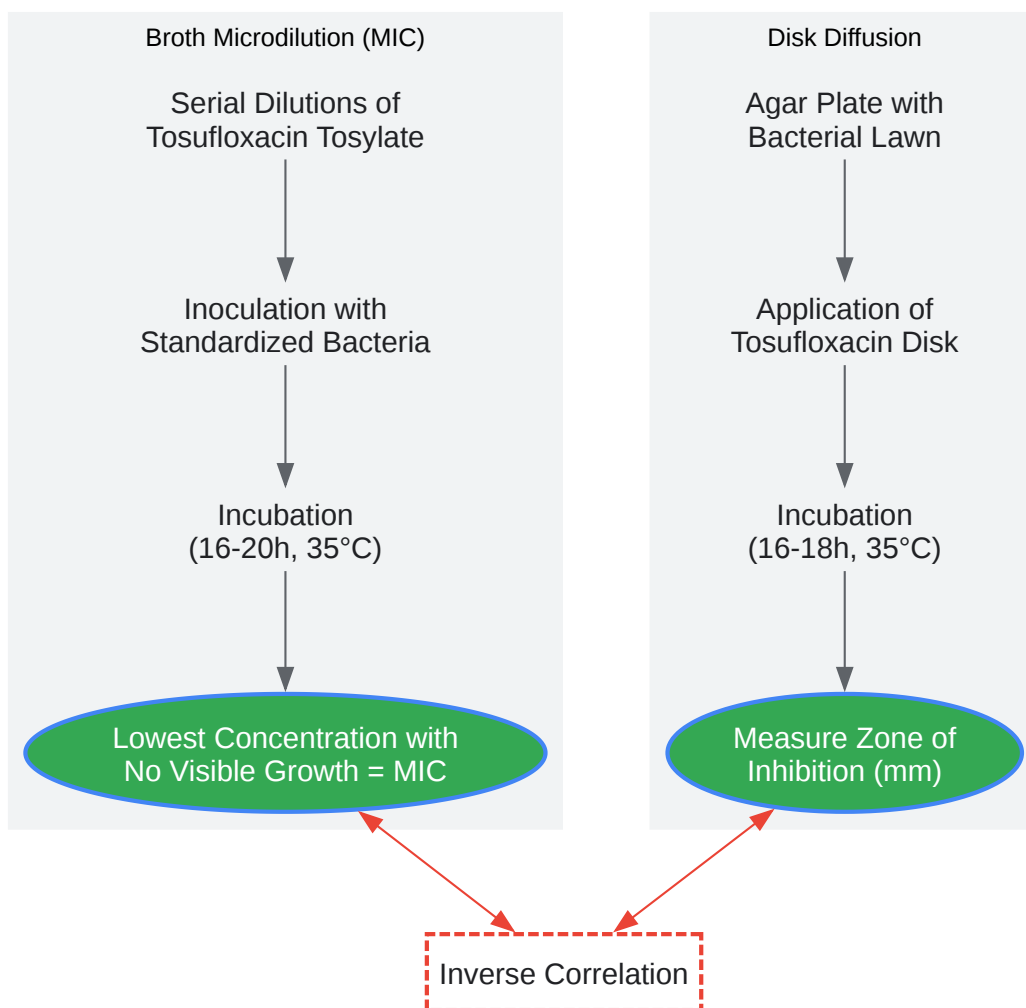 Broth Microdilution (MIC)
Serial Dilutions of
Tosufloxacin Tosylate
Inoculation with
Standardized Bacteria
Incubation
(16-20h, 35°C)
Lowest Concentration with
No Visible Growth = MIC
Disk Diffusion
Agar Plate with
Bacterial Lawn
Application of
Tosufloxacin Disk
Incubation
(16-18h, 35°C)
Measure Zone of
Inhibition (mm)
Inverse Correlation